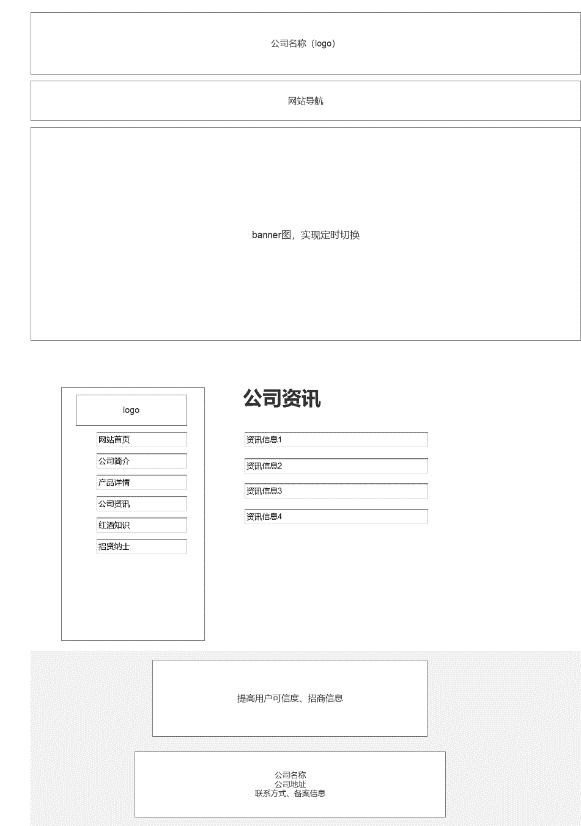 公司名称（logo）
网站导航
banner图，实现定时切换
logo
网站首页
公司简介
产品详情
公司资讯
红酒知识
招贤纳士
公司资讯
资讯信息1
资讯信息2
资讯信息3
资讯信息4
提高用户可信度、招商信息
公司名称
公司地址
联系方式、备案信息